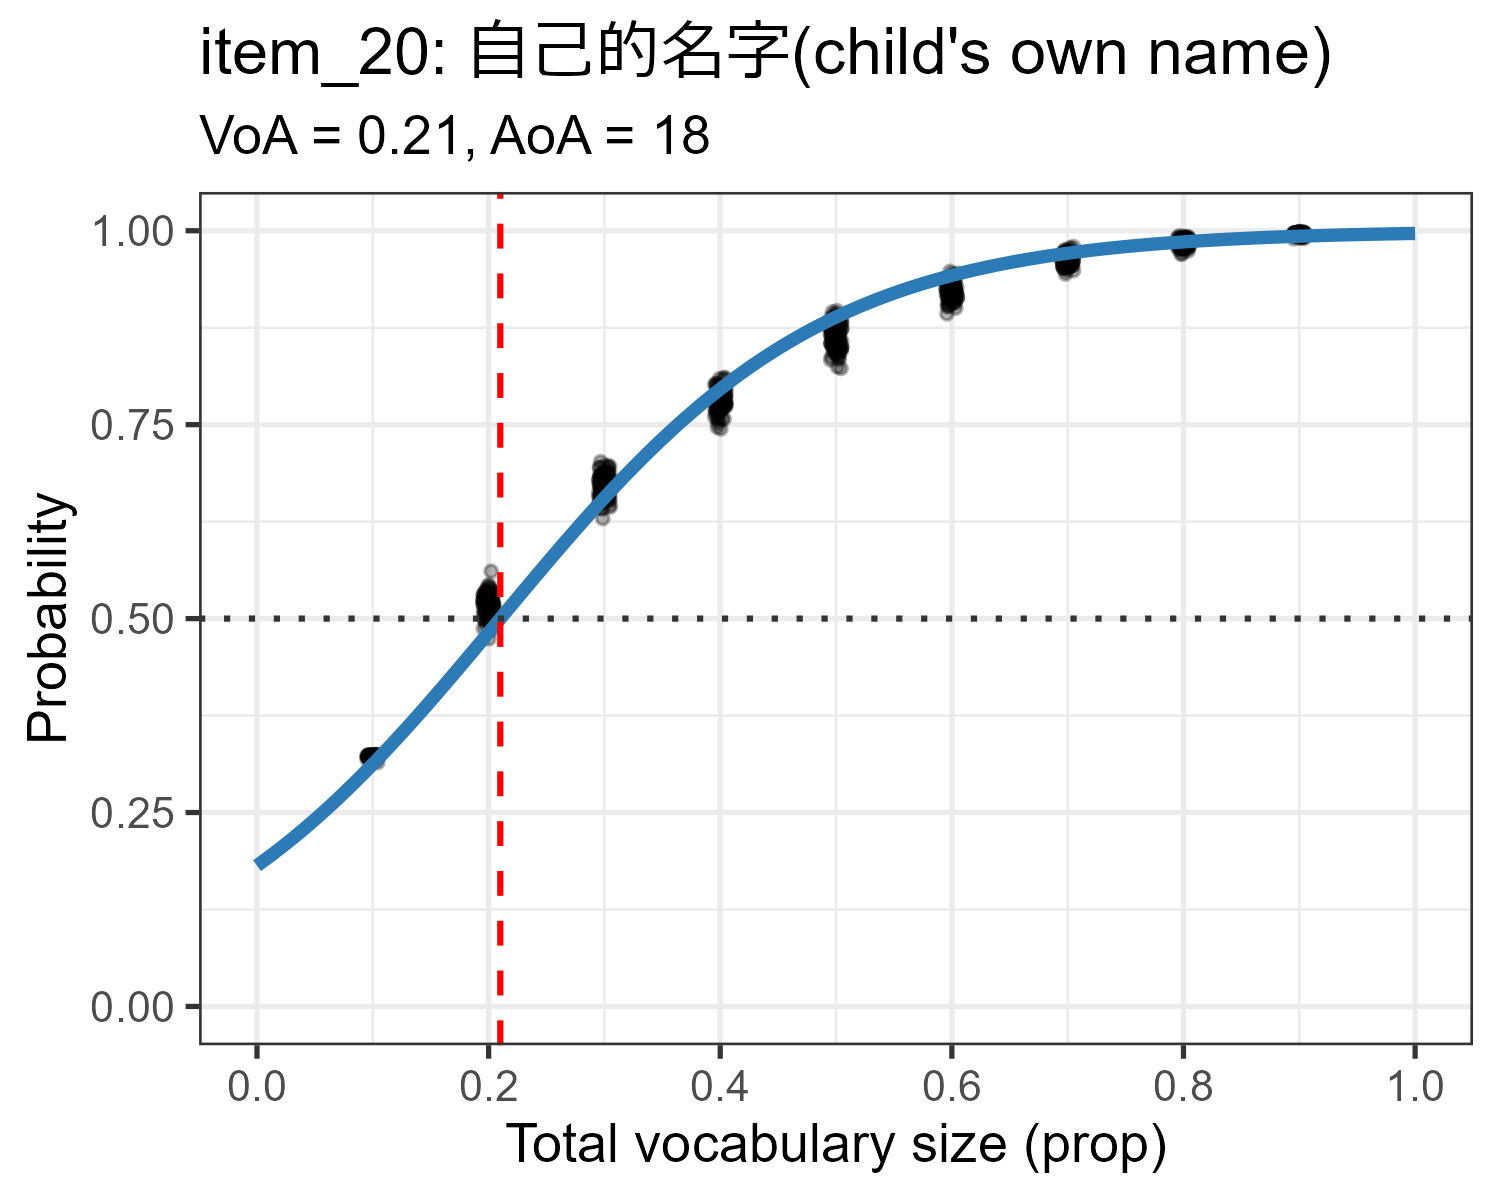 item_20: 自己的名字(child's own name)
VoA = 0.21, AoA = 18
Probability
1.00
0.75
0.50
0.25
0.00
0.0 0.2 0.4 0.6 0.8 1.0
Total vocabulary size (prop)